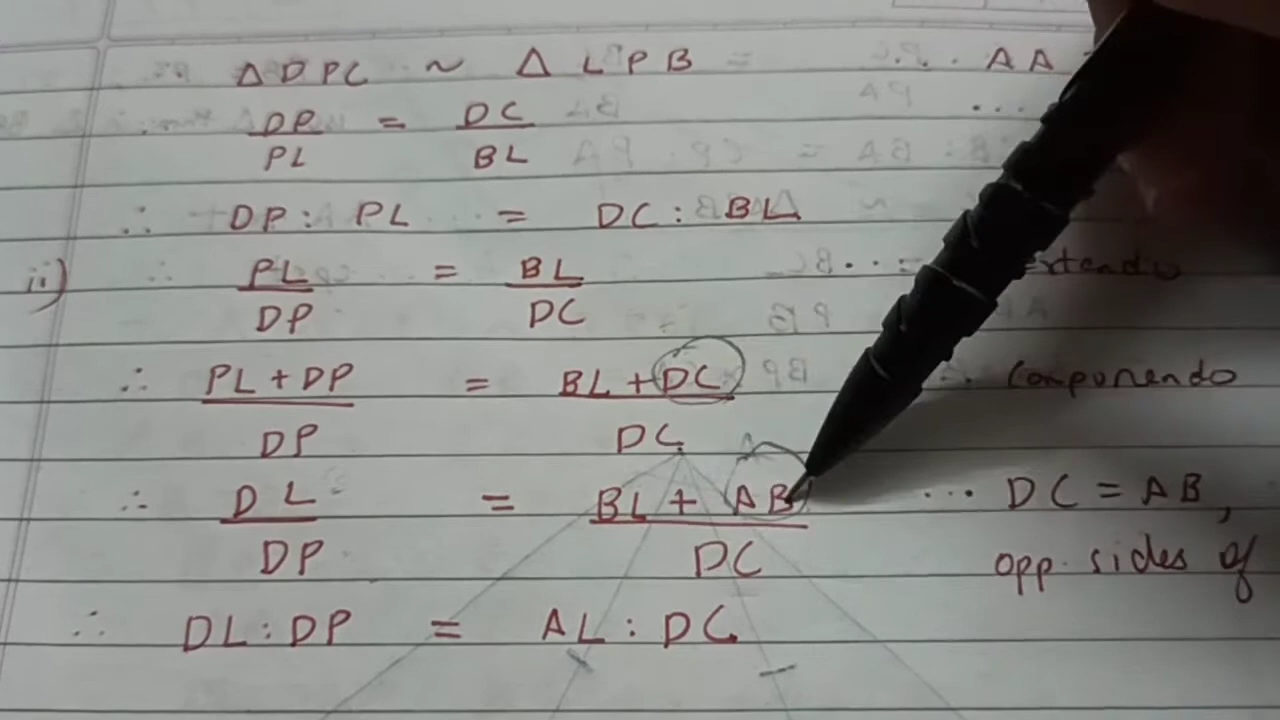 Δ DPC ~ Δ LPB ... AA
DP/PL = DC/BL ...
∴ DP : PL = DC : BL
ii) ∴ PL/DP = BL/DC ...
∴ PL + DP / DP = BL + DC / DC ... Componendo
∴ DL/DP = BL + AB / DC ... DC = AB,
opp. sides of
∴ DL : DP = AL : DC